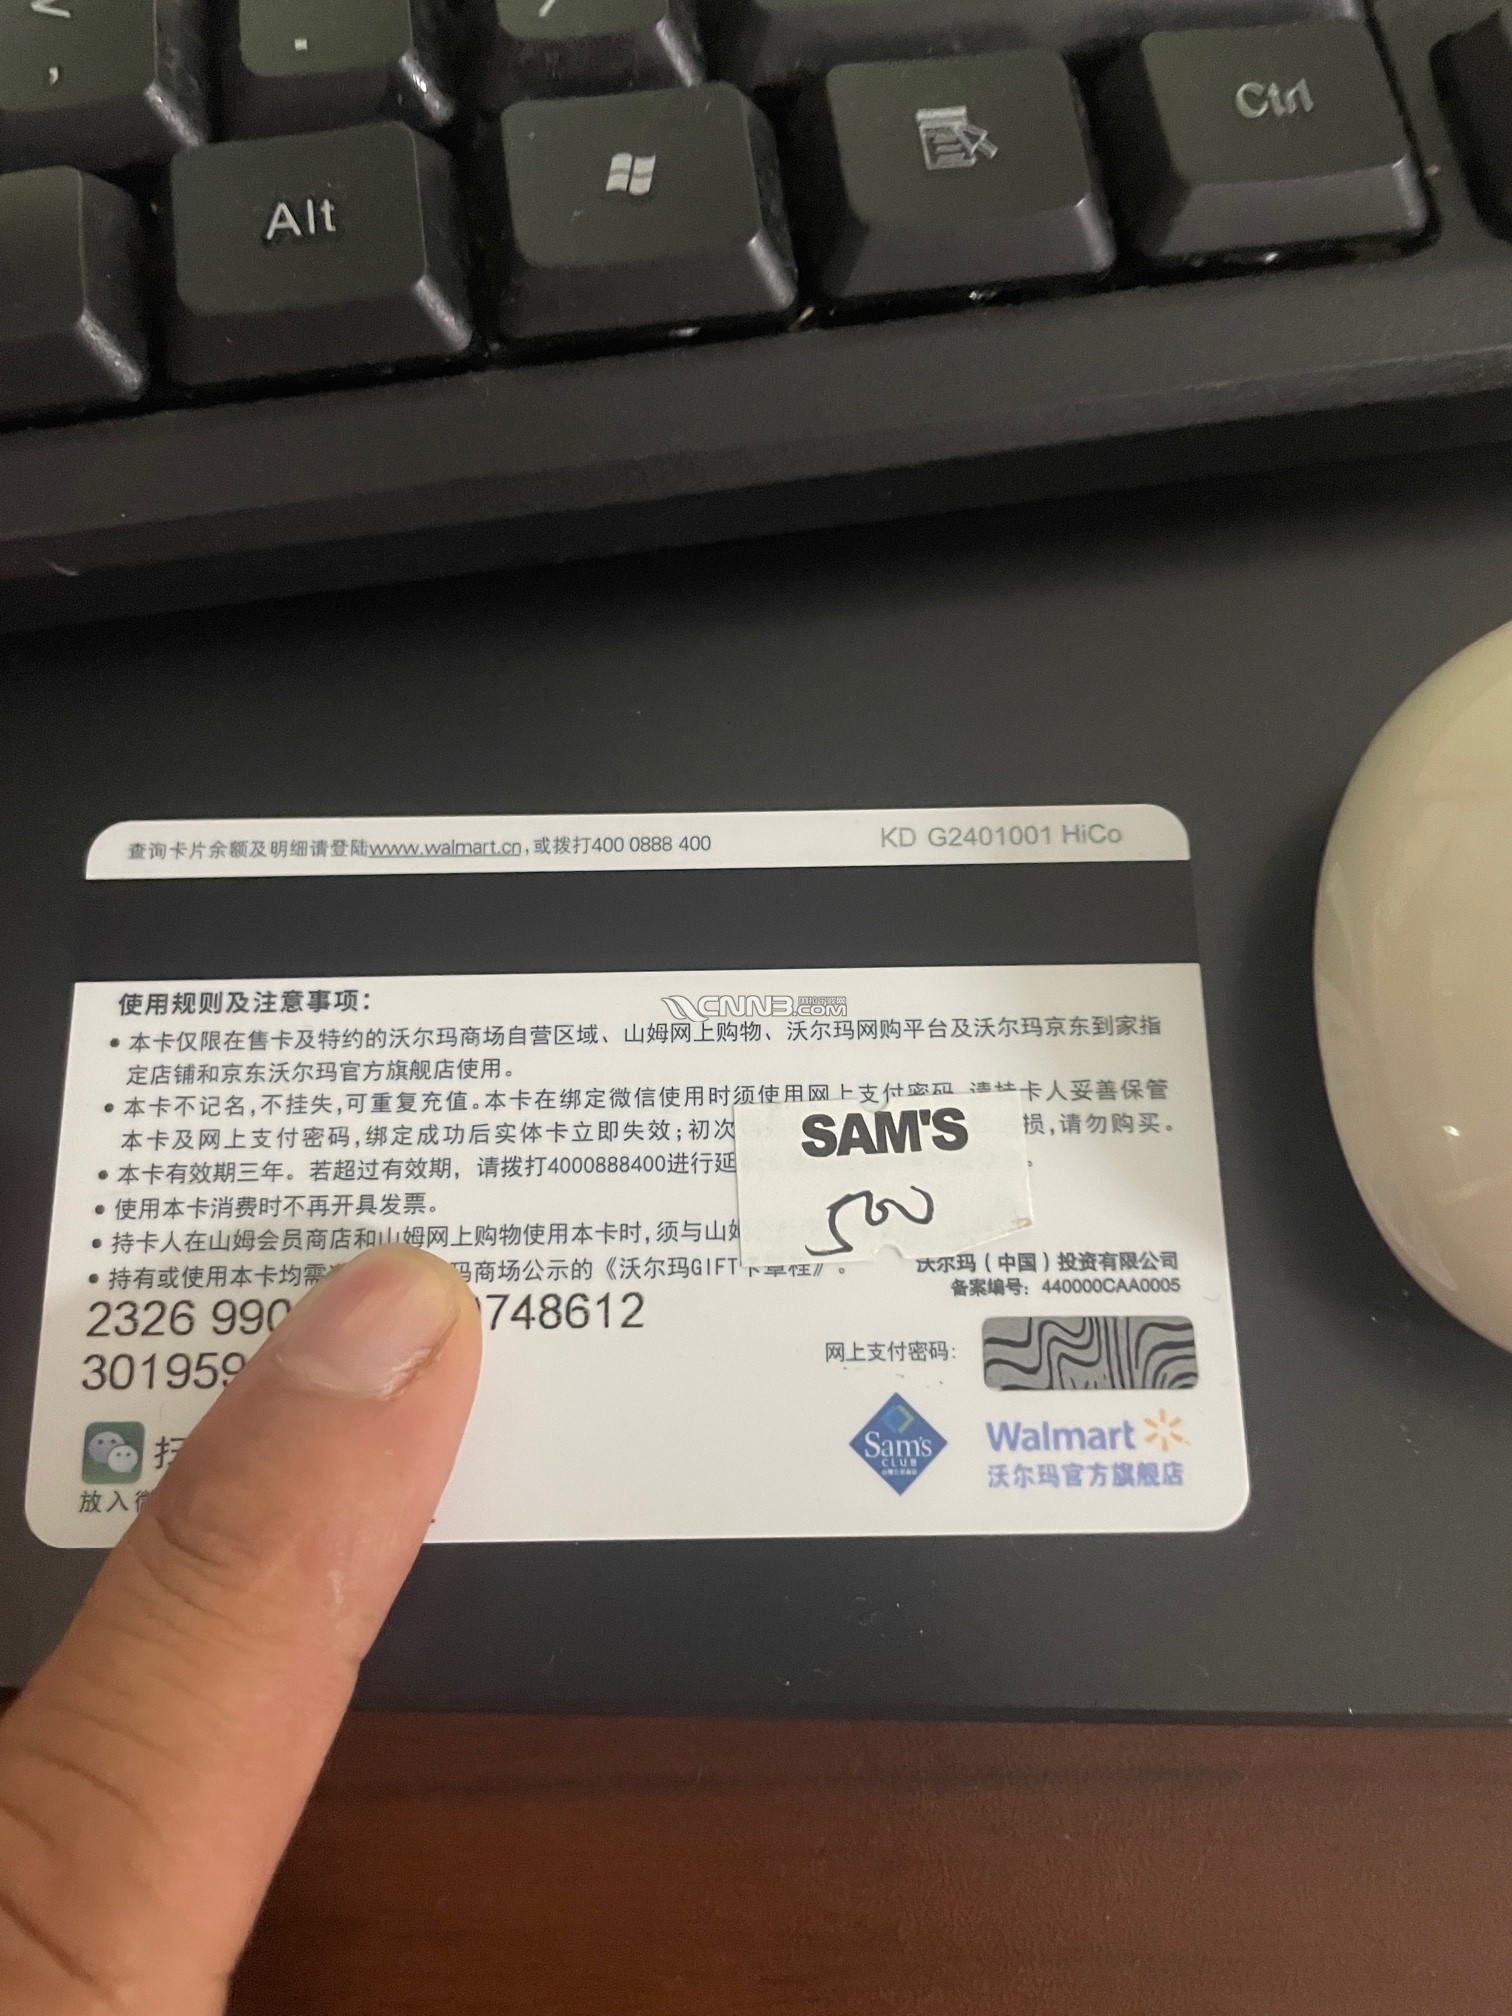 Alt
Ctrl
查询卡片余额及明细请登陆www.walmart.cn,或拨打400 0888 400
KD G2401001 HiCo
使用规则及注意事项：
CNN3.COM
• 本卡仅限在售卡及特约的沃尔玛商场自营区域、山姆网上购物、沃尔玛网购平台及沃尔玛京东到家指
定店铺和京东沃尔玛官方旗舰店使用。
• 本卡不记名,不挂失,可重复充值。本卡在绑定微信使用时须使用网上支付密码 请持卡人妥善保管
本卡及网上支付密码,绑定成功后实体卡立即失效;初次 损,请勿购买。
• 本卡有效期三年。若超过有效期，请拨打4000888400进行延
• 使用本卡消费时不再开具发票。
• 持卡人在山姆会员商店和山姆网上购物使用本卡时,须与山姆
• 持有或使用本卡均需 玛商场公示的《沃尔玛GIFT卡章程》。
SAM'S
500
沃尔玛（中国）投资有限公司
备案编号：440000CAA0005
2326 990 748612
301959
网上支付密码:
扫
放入微
Sam's
CLUB
Walmart
沃尔玛官方旗舰店